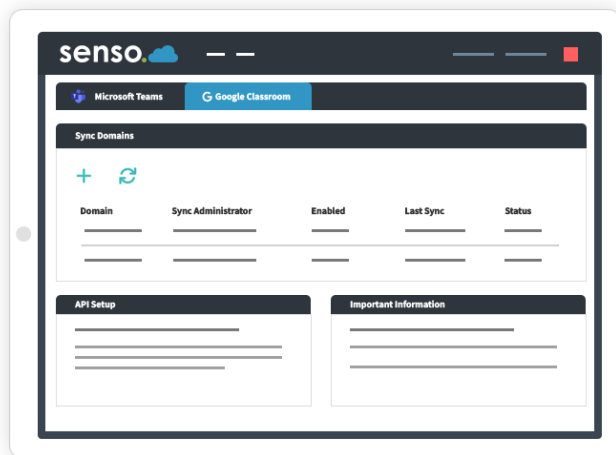 senso.
Microsoft Teams Google Classroom
Sync Domains
Domain Sync Administrator Enabled Last Sync Status
API Setup Important Information